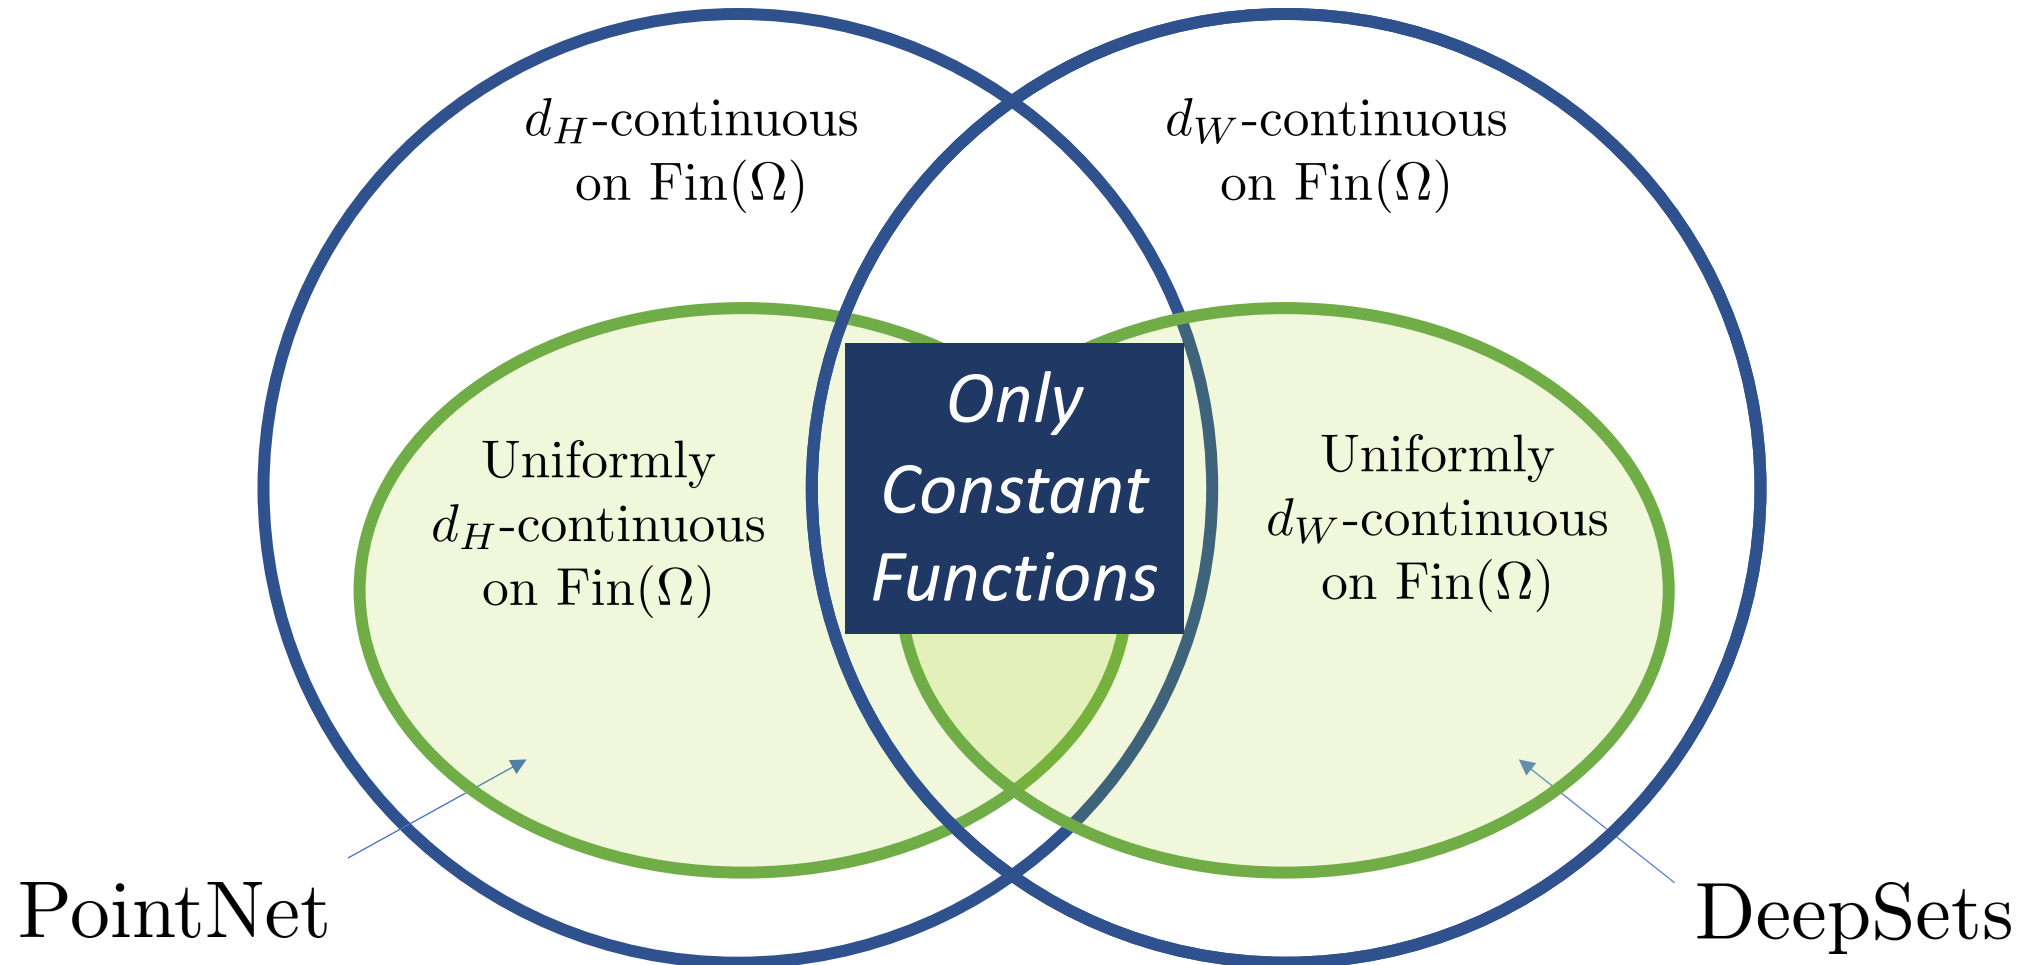 d_H-continuous
on Fin(Ω)
d_W-continuous
on Fin(Ω)
Only
Constant
Functions
Uniformly
d_H-continuous
on Fin(Ω)
Uniformly
d_W-continuous
on Fin(Ω)
PointNet
DeepSets